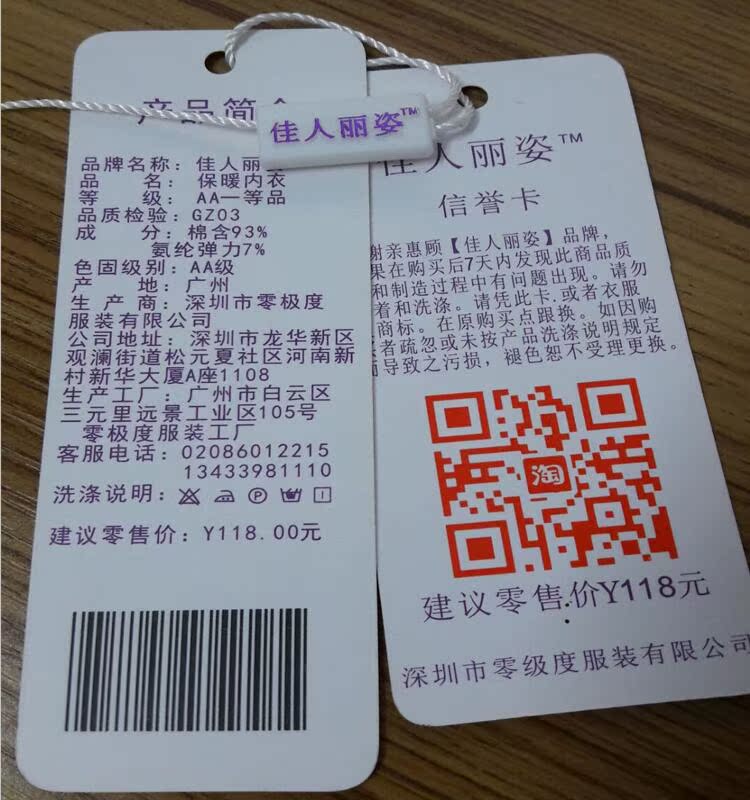 产品简介
佳人丽姿™
品牌名称：佳人丽
品　　名：保暖内衣
等　　级：AA一等品
品质检验：GZ03
成　　分：棉含93%
氨纶弹力7%
色固级别：AA级
产　　地：广州
生 产 商：深圳市零极度
服装有限公司
公司地址：深圳市龙华新区
观澜街道松元夏社区河南新
村新华大厦A座1108
生产工厂：广州市白云区
三元里远景工业区105号
零极度服装工厂
客服电话：02086012215
13433981110
洗涤说明：
建议零售价：Y118.00元
佳人丽姿™
信誉卡
谢亲惠顾【佳人丽姿】品牌，
果在购买后7天内发现此商品质
和制造过程中有问题出现。请勿
着和洗涤。请凭此卡.或者衣服
商标。在原购买点跟换。如因购
者疏忽或未按产品洗涤说明规定
而导致之污损，褪色恕不受理更换。
淘
建议零售价Y118元
深圳市零级度服装有限公司